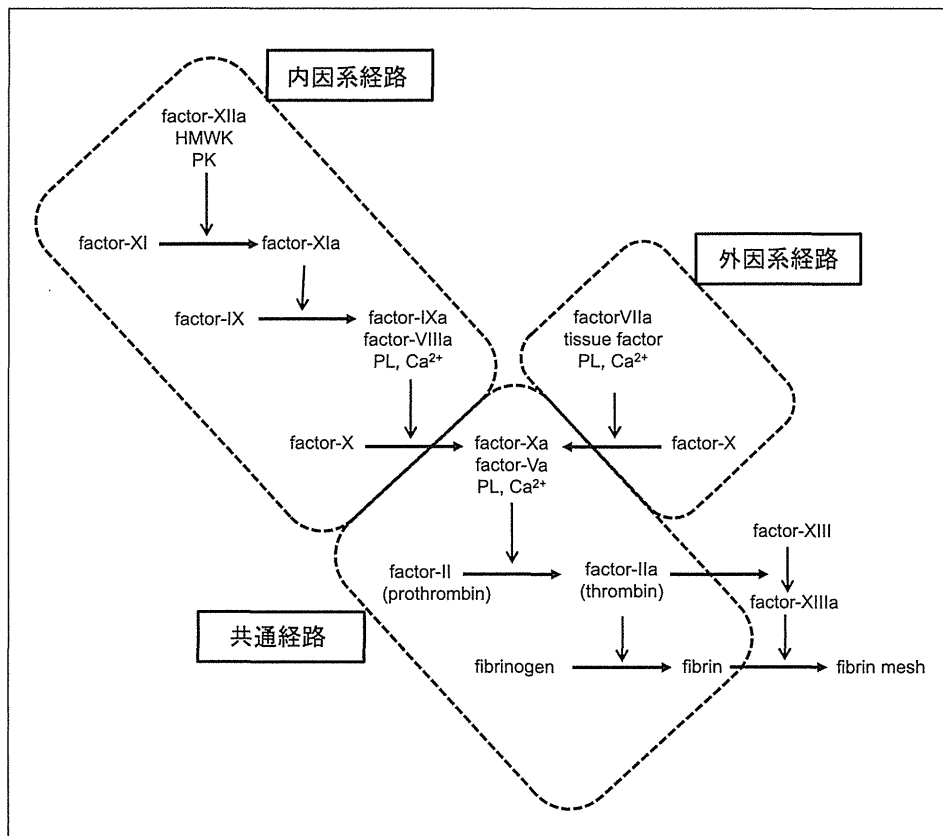 内因系経路
factor-XIIa
HMWK
PK
factor-XI
factor-XIa
外因系経路
factor-IX
factor-IXa
factor-VIIIa
PL, Ca²⁺
factorVIIa
tissue factor
PL, Ca²⁺
factor-X
factor-Xa
factor-Va
PL, Ca²⁺
factor-X
factor-XIII
factor-II
(prothrombin)
factor-IIa
(thrombin)
factor-XIIIa
共通経路
fibrinogen
fibrin
fibrin mesh